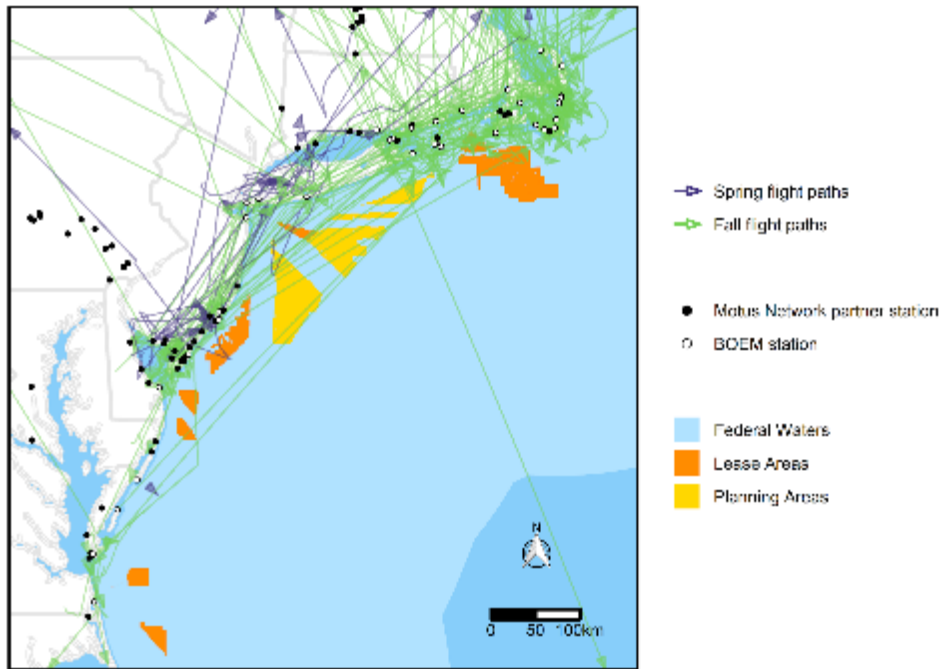 Spring flight paths
Fall flight paths
Motus Network partner station
BOEM station
Federal Waters
Lease Areas
Planning Areas
N
0 50 100km